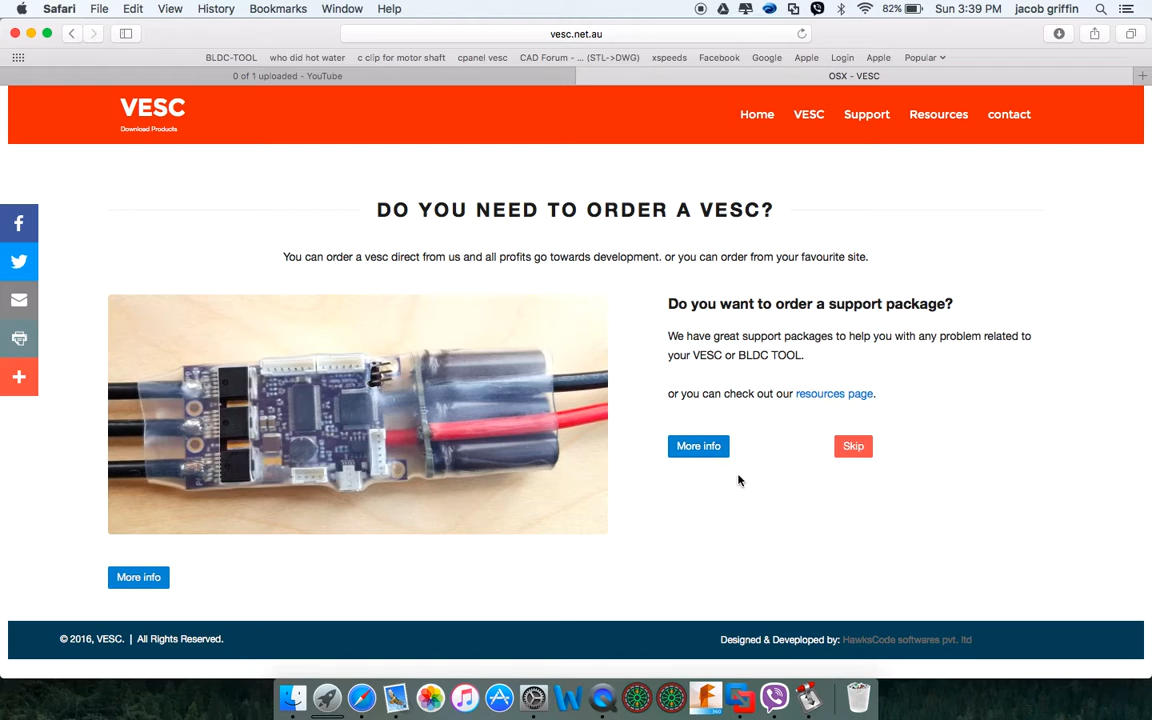 Safari File Edit View History Bookmarks Window Help 82% Sun 3:39 PM jacob griffin
vesc.net.au
BLDC-TOOL who did hot water c clip for motor shaft cpanel vesc CAD Forum - ... (STL->DWG) xspeeds Facebook Google Apple Login Apple Popular
0 of 1 uploaded - YouTube OSX - VESC
VESC
Download Products
Home VESC Support Resources contact
DO YOU NEED TO ORDER A VESC?
You can order a vesc direct from us and all profits go towards development. or you can order from your favourite site.
Do you want to order a support package?
We have great support packages to help you with any problem related to
your VESC or BLDC TOOL.
or you can check out our resources page.
More info Skip
More info
© 2016, VESC. | All Rights Reserved.
Designed & Deveploped by: HawksCode softwares pvt. ltd